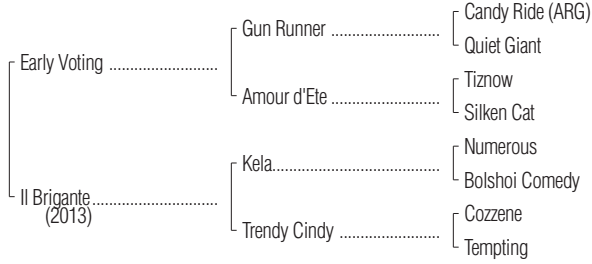 Candy Ride (ARG)
Gun Runner ..............................
Quiet Giant
Early Voting ..............................
Tiznow
Amour d'Ete ..............................
Silken Cat
Numerous
Kela..............................
Bolshoi Comedy
Il Brigante..............................
(2013)
Cozzene
Trendy Cindy ..............................
Tempting